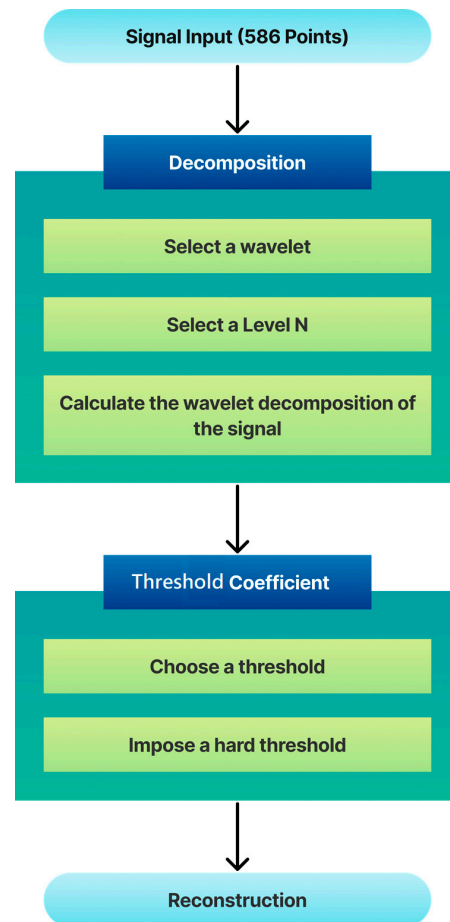 Signal Input (586 Points)
Decomposition
Select a wavelet
Select a Level N
Calculate the wavelet decomposition of
the signal
Threshold Coefficient
Choose a threshold
Impose a hard threshold
Reconstruction